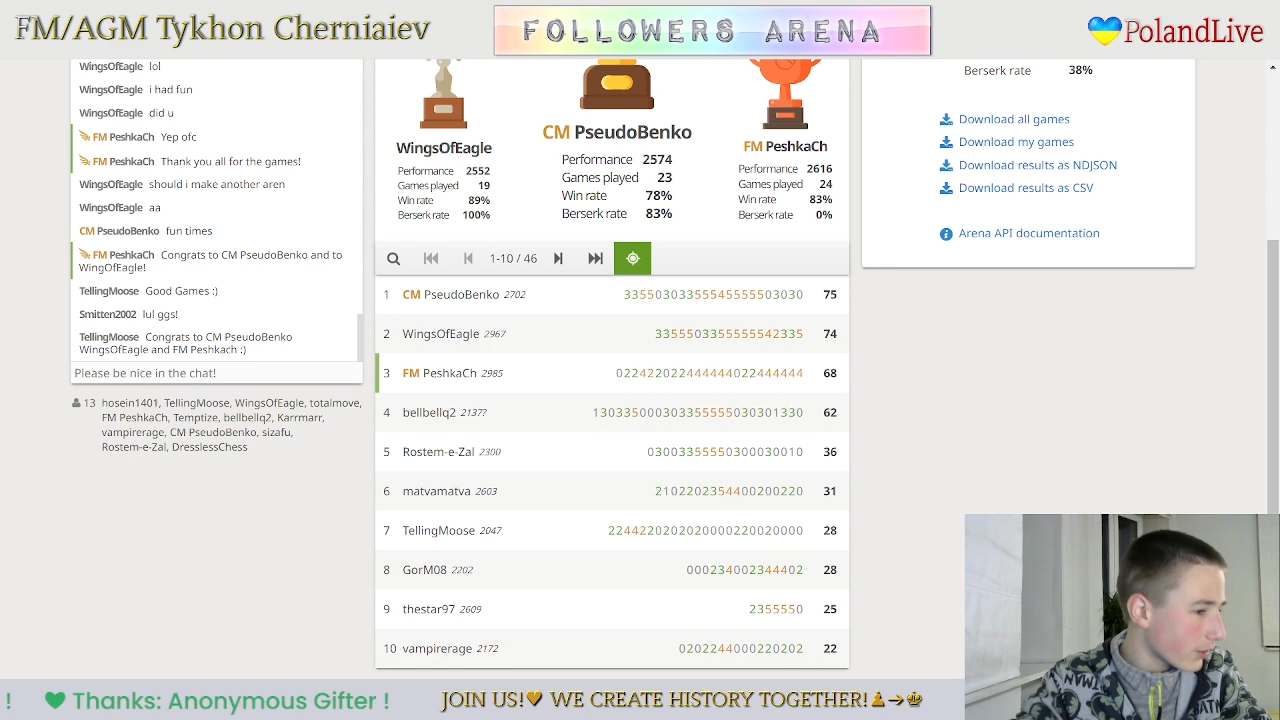 FM/AGM Tykhon Cherniaiev
FOLLOWERS ARENA
PolandLive
WingsOfEagle lol
WingsOfEagle i had fun
WingsOfEagle did u
FM PeshkaCh Yep ofc
FM PeshkaCh Thank you all for the games!
WingsOfEagle should i make another aren
WingsOfEagle aa
CM PseudoBenko fun times
FM PeshkaCh Congrats to CM PseudoBenko and to
WingOfEagle!
TellingMoose Good Games :)
Smitten2002 lul ggs!
TellingMoose Congrats to CM PseudoBenko
WingsOfEagle and FM Peshkach :)
Please be nice in the chat!
13 hosein1401, TellingMoose, WingsOfEagle, totalmove,
FM PeshkaCh, Temptize, bellbellq2, Karrmarr,
vampirerage, CM PseudoBenko, sizafu,
Rostem-e-Zal, DresslessChess
WingsOfEagle
Performance 2552
Games played 19
Win rate 89%
Berserk rate 100%
CM PseudoBenko
Performance 2574
Games played 23
Win rate 78%
Berserk rate 83%
FM PeshkaCh
Performance 2616
Games played 24
Win rate 83%
Berserk rate 0%
1-10 / 46
1 CM PseudoBenko 2702 33550303355545555503030 75
2 WingsOfEagle 2967 3355503355555542335 74
3 FM PeshkaCh 2985 022422022444444022444444 68
4 bellbellq2 2137? 130335000303355555030301330 62
5 Rostem-e-Zal 2300 03003355550300030010 36
6 matvamatva 2603 2102202354400200220 31
7 TellingMoose 2047 2244220202020000220020000 28
8 GorM08 2202 000234002344402 28
9 thestar97 2609 2355550 25
10 vampirerage 2172 0202244000220202 22
Berserk rate 38%
Download all games
Download my games
Download results as NDJSON
Download results as CSV
Arena API documentation
! Thanks: Anonymous Gifter !
JOIN US! WE CREATE HISTORY TOGETHER!